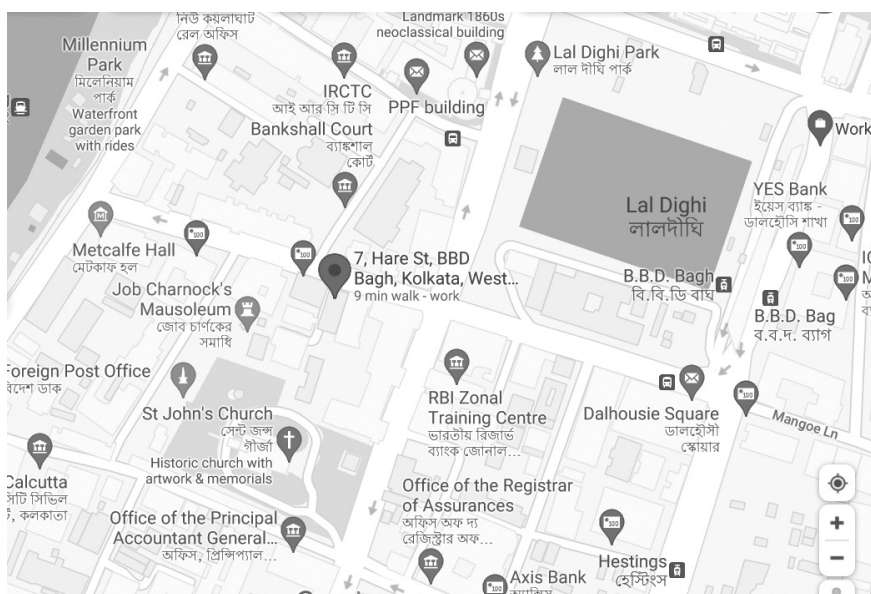 নিউ কয়লাঘাট
রেল অফিস
Landmark 1860s
neoclassical building
Millennium
Park
মিলেনিয়াম
পার্ক
Waterfront
garden park
with rides
Lal Dighi Park
লাল দীঘি পার্ক
IRCTC
আই আর সি টি সি
PPF building
Bankshall Court
ব্যাঙ্কশাল
কোর্ট
Work
YES Bank
ইয়েস ব্যাঙ্ক -
ডালহৌসি শাখা
Lal Dighi
লালদীঘি
Metcalfe Hall
মেটকাফ হল
7, Hare St, BBD
Bagh, Kolkata, West...
9 min walk - work
B.B.D. Bagh
বি.বি.ডি বাঘ
Job Charnock's
Mausoleum
জোব চার্ণকের
সমাধি
B.B.D. Bag
ব.ব.দ. ব্যাগ
Foreign Post Office
বিদেশ ডাক
RBI Zonal
Training Centre
ভারতীয় রিজার্ভ
ব্যাংক জোনাল...
St John's Church
সেন্ট জন্স
গীর্জা
Historic church with
artwork & memorials
Dalhousie Square
ডালহৌসী
স্কোয়ার
Mangoe Ln
Calcutta
সিটি সিভিল
কলকাতা
Office of the Registrar
of Assurances
অফিস অফ দ্য
রেজিস্ট্রার অফ...
Office of the Principal
Accountant General...
অফিস, প্রিন্সিপ্যাল...
Hestings
হেস্টিংস
Axis Bank